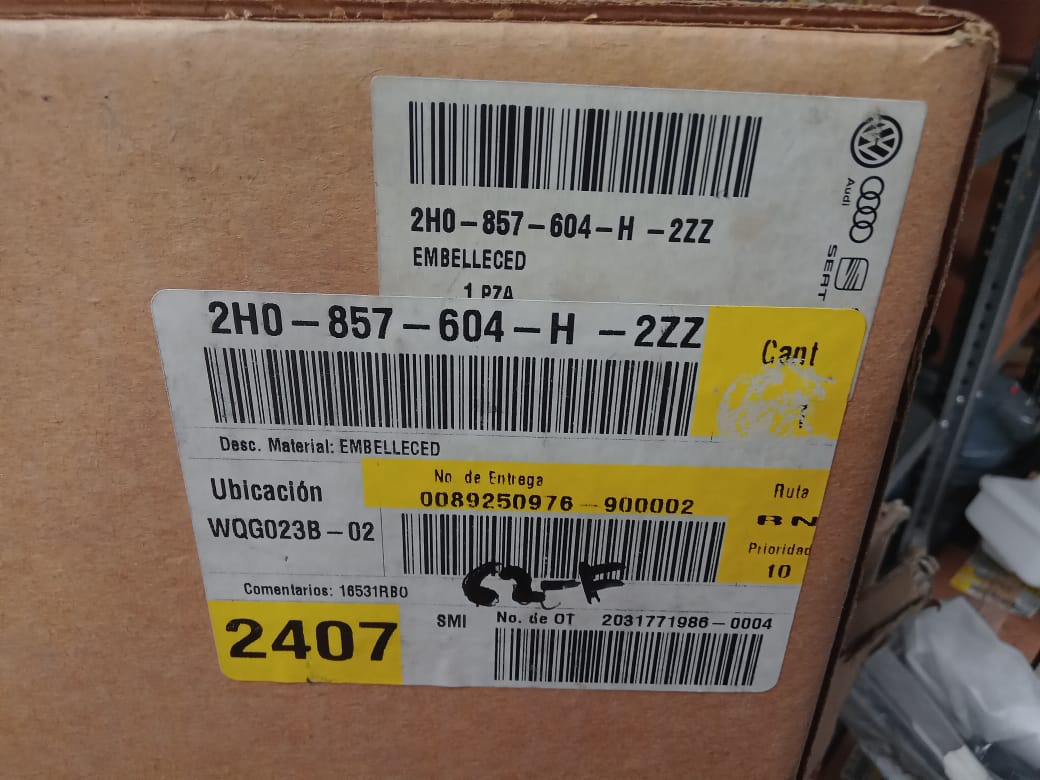 2H0-857-604-H -2ZZ
EMBELLECED
1 PZA
Audi
SEAT
2H0-857-604-H -2ZZ
Cant
Desc. Material: EMBELLECED
No de Entrega
0089250976-900002
Ruta
RN
Ubicación
WQG023B-02
Prioridad
10
Comentarios: 16531RB0
2407
SMI
No. de OT 2031771986-0004